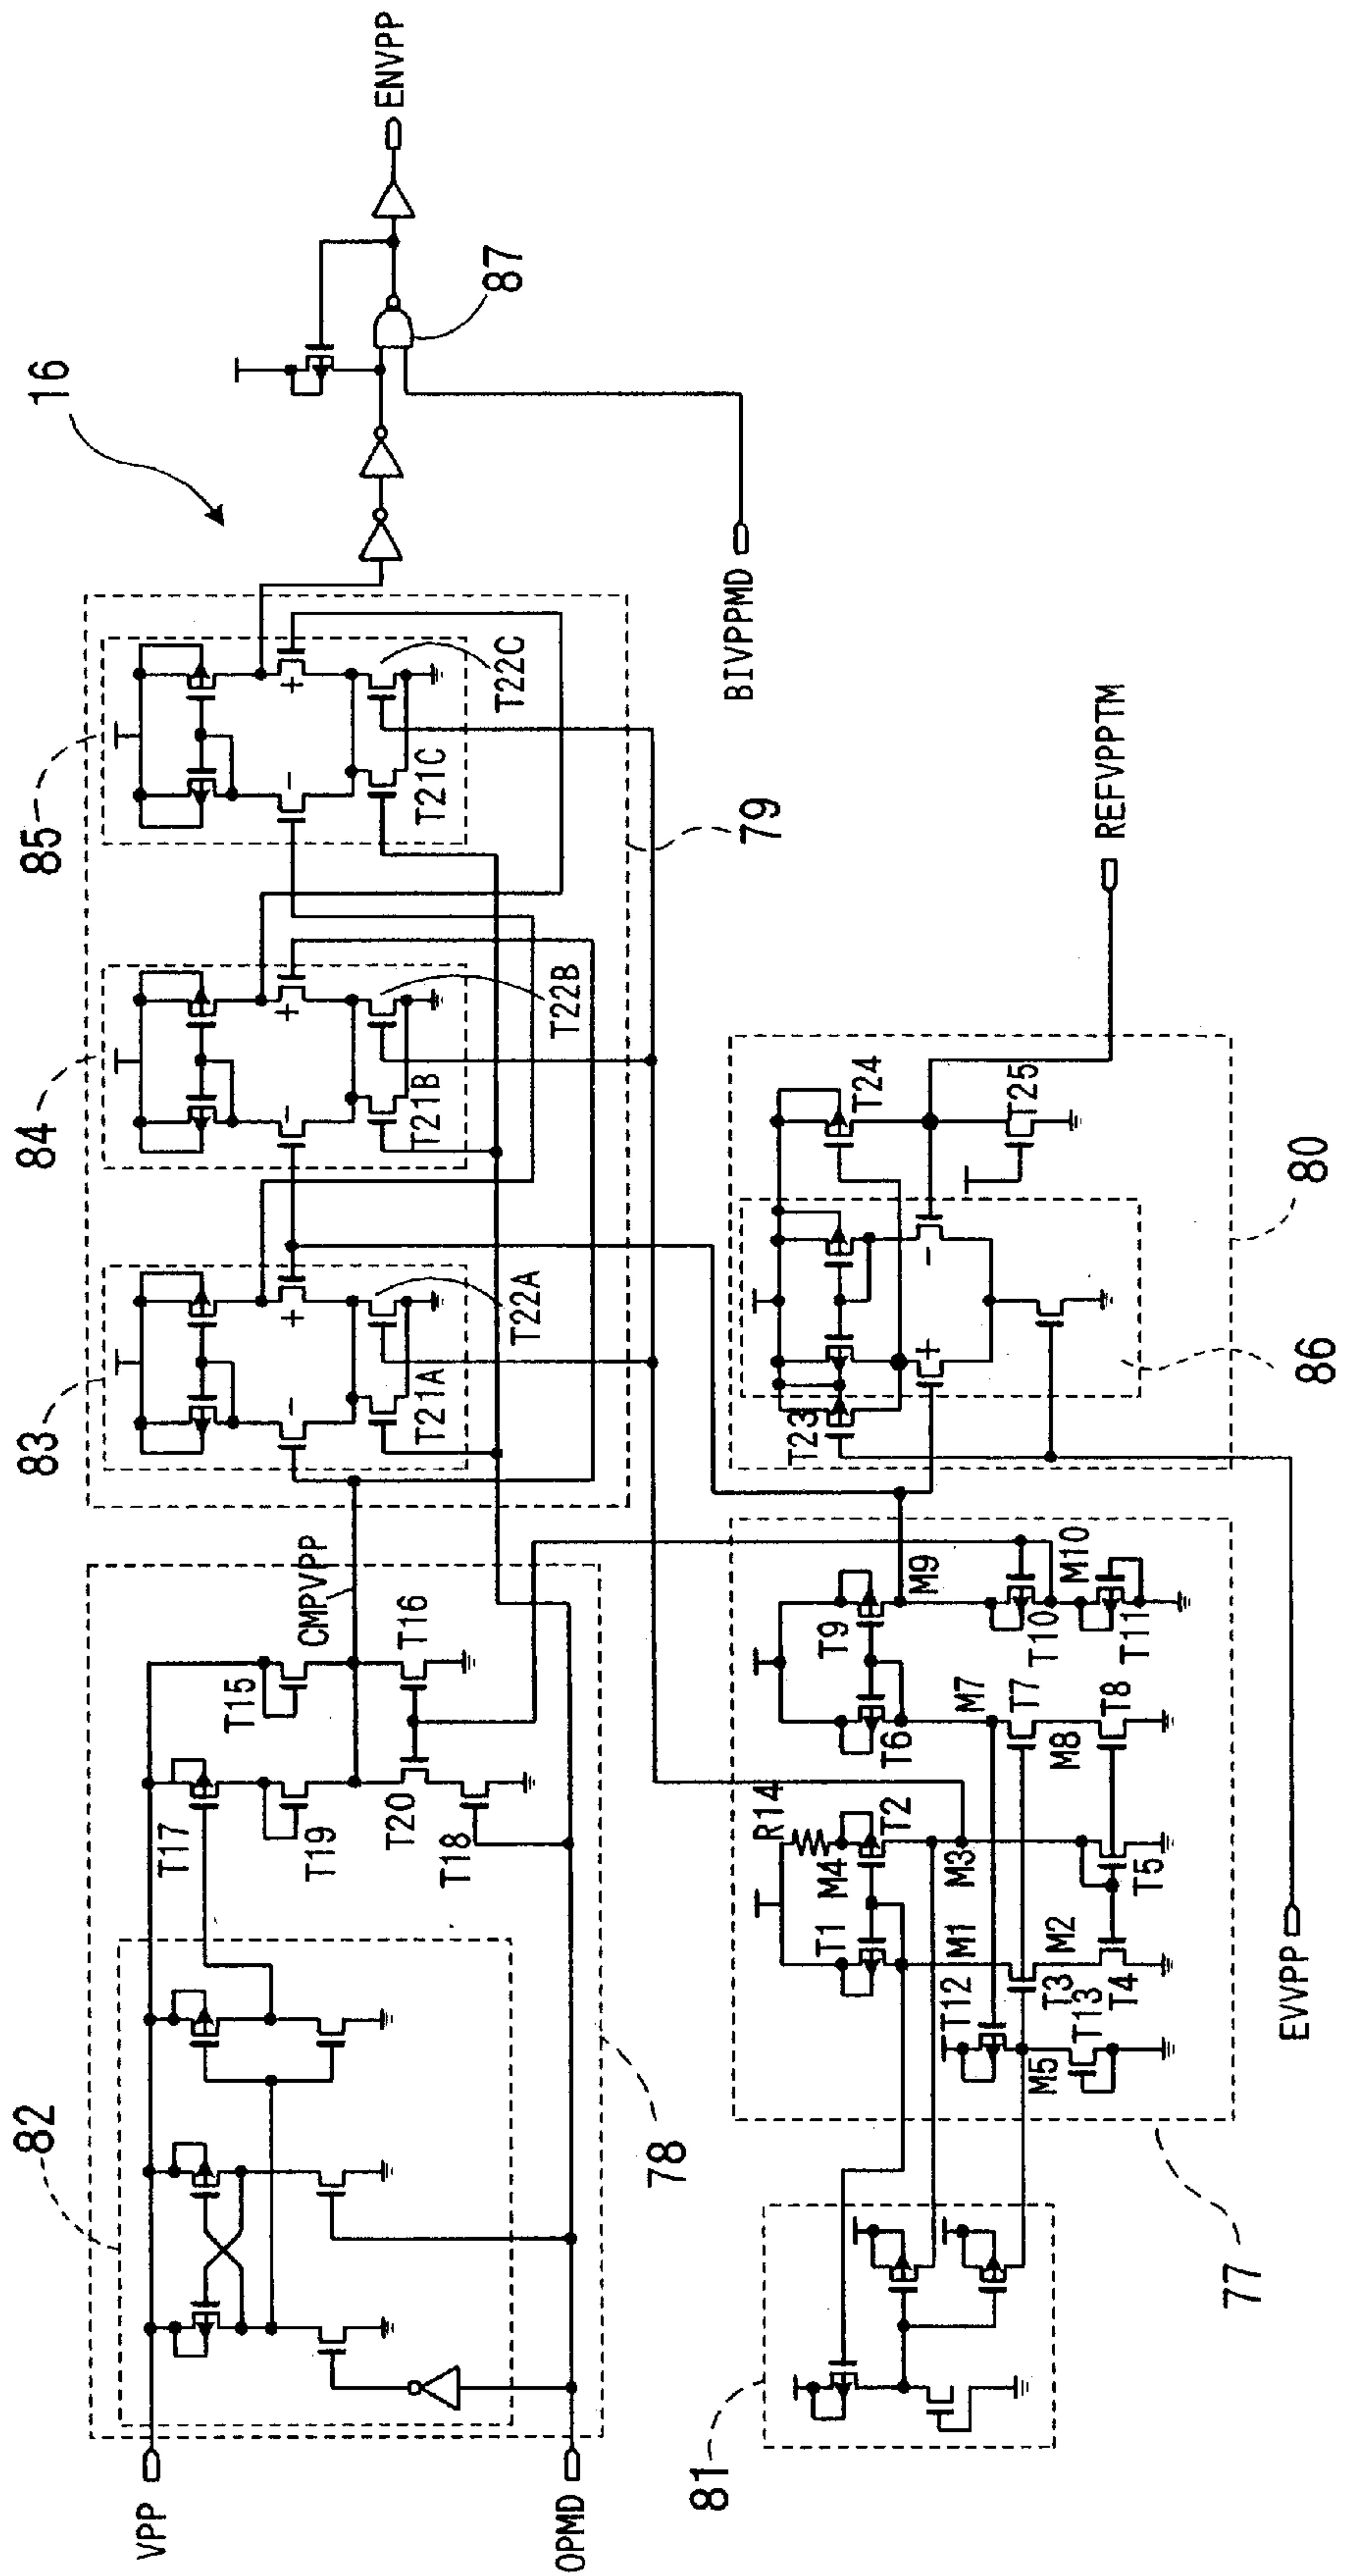 16
VPP
OPMD
82
78
T17
T15
T19
CMPVPP
T20
T16
T18
83
84
85
T21A
T22A
T21B
T22B
T21C
T22C
79
87
ENVPP
BIVPPMD
81
77
R14
T1
M4
T2
M1
M3
T12
M5
T3
T13
M2
T4
T5
T6
T9
M7
T7
M8
T8
M9
T10
M10
T11
T23
T24
T25
86
80
REFVPPTM
EVVPP
+
-
+
-
+
-
+
-